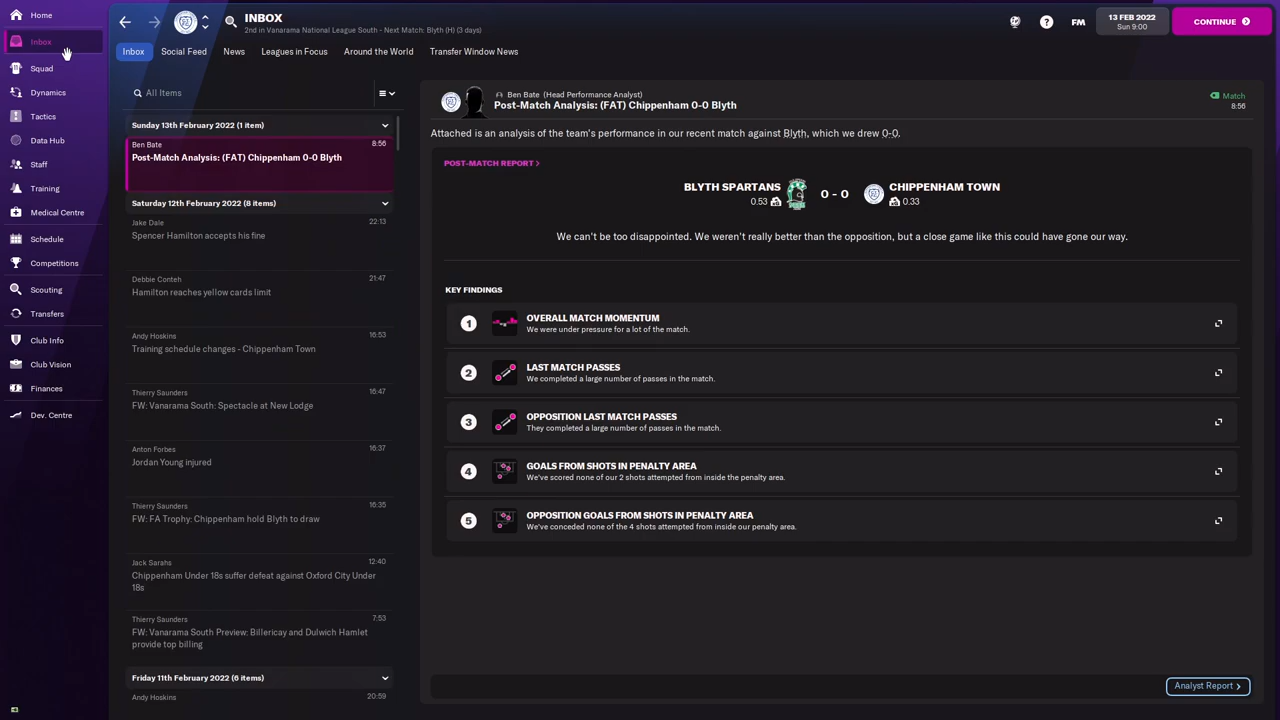 Home
Inbox
Squad
Dynamics
Tactics
Data Hub
Staff
Training
Medical Centre
Schedule
Competitions
Scouting
Transfers
Club Info
Club Vision
Finances
Dev. Centre
INBOX
2nd in Vanarama National League South - Next Match: Blyth (H) (3 days)
?
FM
13 FEB 2022
Sun 9:00
CONTINUE
Inbox
Social Feed
News
Leagues in Focus
Around the World
Transfer Window News
All Items
Sunday 13th February 2022 (1 item)
Ben Bate 8:56
Post-Match Analysis: (FAT) Chippenham 0-0 Blyth
Saturday 12th February 2022 (8 items)
Jake Dale 22:13
Spencer Hamilton accepts his fine
Debbie Conteh 21:47
Hamilton reaches yellow cards limit
Andy Hoskins 16:53
Training schedule changes - Chippenham Town
Thierry Saunders 16:47
FW: Vanarama South: Spectacle at New Lodge
Anton Forbes 16:37
Jordan Young injured
Thierry Saunders 16:35
FW: FA Trophy: Chippenham hold Blyth to draw
Jack Sarahs 12:40
Chippenham Under 18s suffer defeat against Oxford City Under
18s
Thierry Saunders 7:53
FW: Vanarama South Preview: Billericay and Dulwich Hamlet
provide top billing
Friday 11th February 2022 (6 items)
Andy Hoskins 20:59
Ben Bate (Head Performance Analyst)
Post-Match Analysis: (FAT) Chippenham 0-0 Blyth
Match
8:56
Attached is an analysis of the team's performance in our recent match against Blyth, which we drew 0-0.
POST-MATCH REPORT >
BLYTH SPARTANS 0 - 0 CHIPPENHAM TOWN
0.53 0.33
We can't be too disappointed. We weren't really better than the opposition, but a close game like this could have gone our way.
KEY FINDINGS
1 OVERALL MATCH MOMENTUM
We were under pressure for a lot of the match.
2 LAST MATCH PASSES
We completed a large number of passes in the match.
3 OPPOSITION LAST MATCH PASSES
They completed a large number of passes in the match.
4 GOALS FROM SHOTS IN PENALTY AREA
We've scored none of our 2 shots attempted from inside the penalty area.
5 OPPOSITION GOALS FROM SHOTS IN PENALTY AREA
We've conceded none of the 4 shots attempted from inside our penalty area.
Analyst Report >